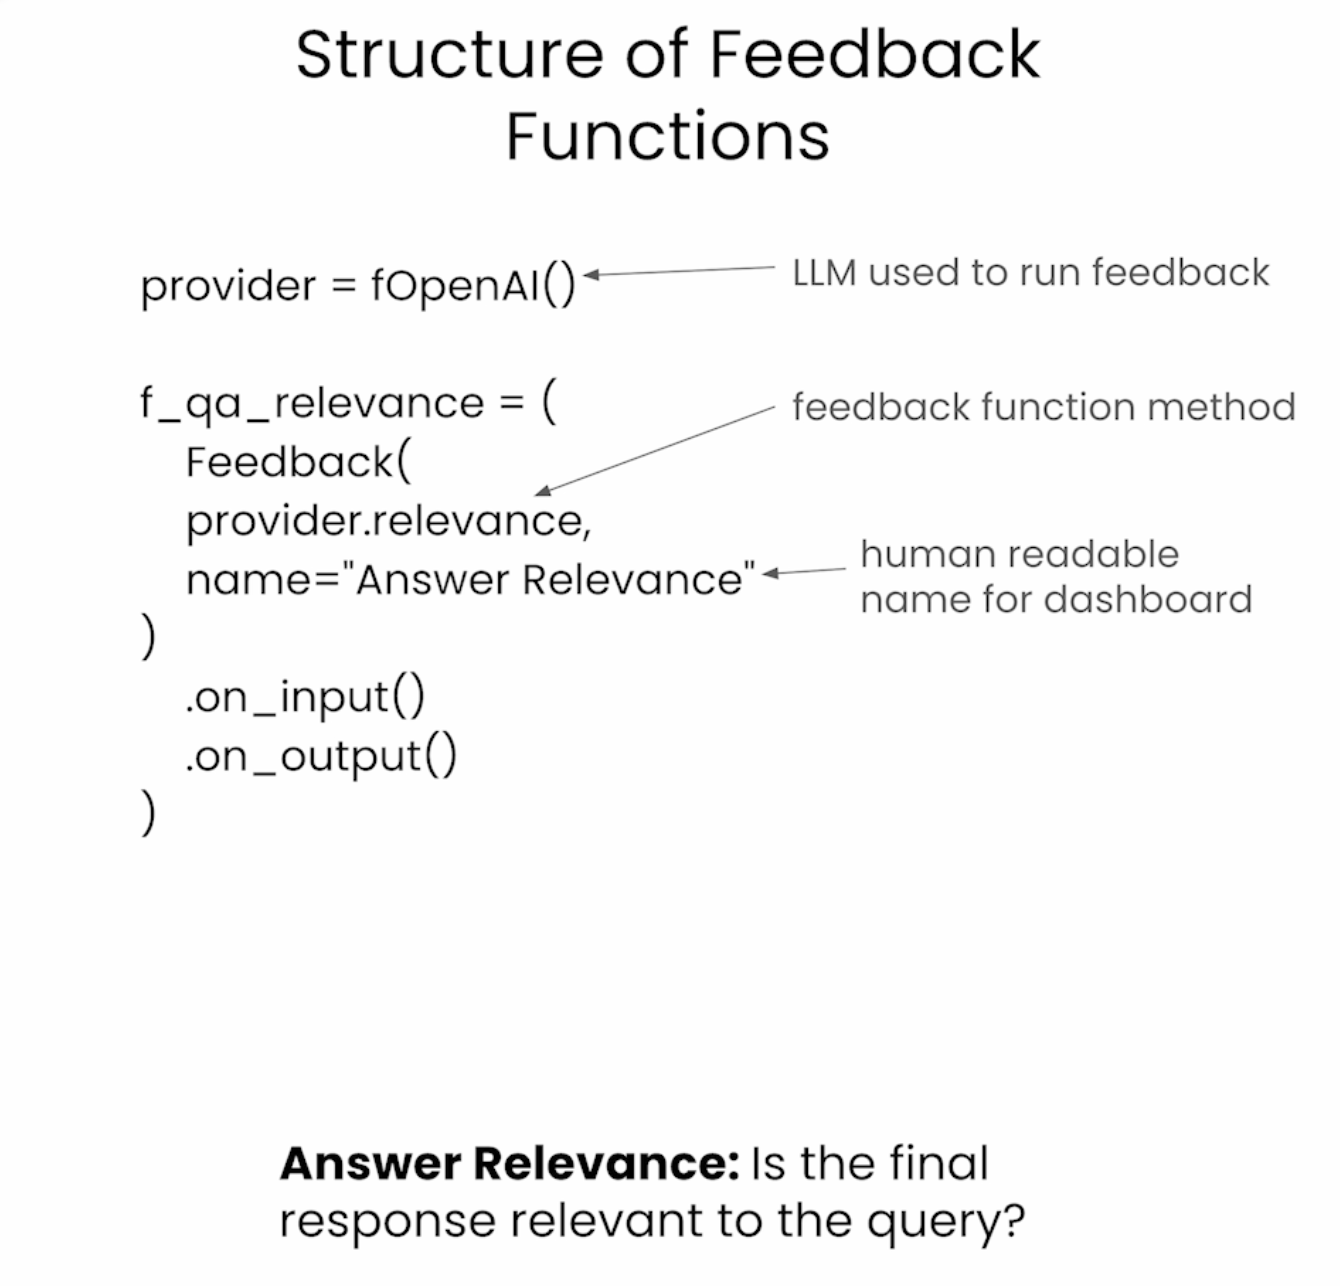 Structure of Feedback
Functions
provider = fOpenAI()
LLM used to run feedback
f_qa_relevance = (
feedback function method
Feedback(
provider.relevance,
name="Answer Relevance"
human readable
name for dashboard
)
.on_input()
.on_output()
)
Answer Relevance: Is the final
response relevant to the query?